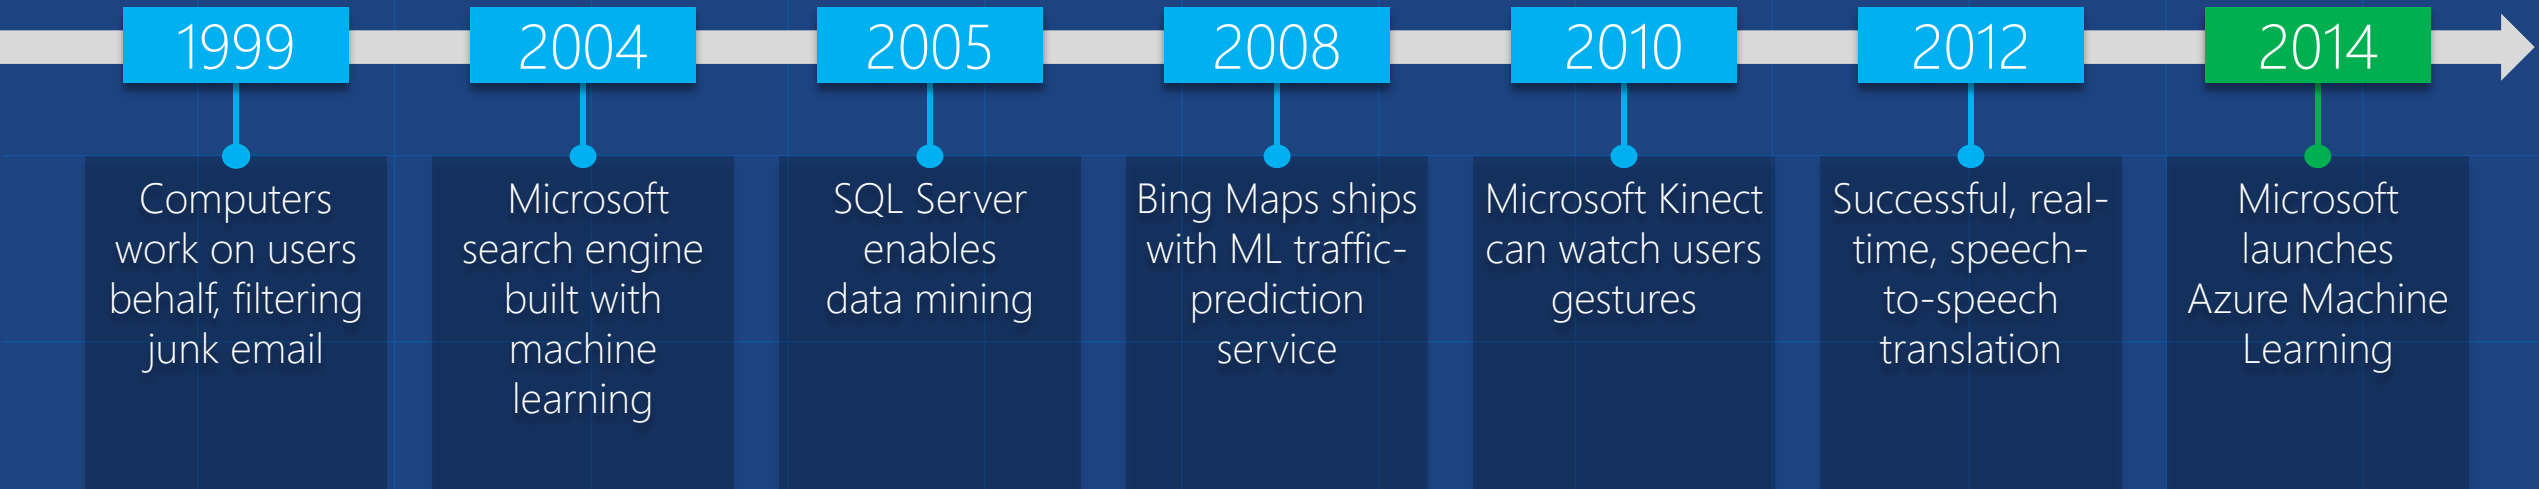 1999
Computers
work on users
behalf, filtering
junk email
2004
Microsoft
search engine
built with
machine
learning
2005
SQL Server
enables
data mining
2008
Bing Maps ships
with ML traffic-
prediction
service
2010
Microsoft Kinect
can watch users
gestures
2012
Successful, real-
time, speech-
to-speech
translation
2014
Microsoft
launches
Azure Machine
Learning